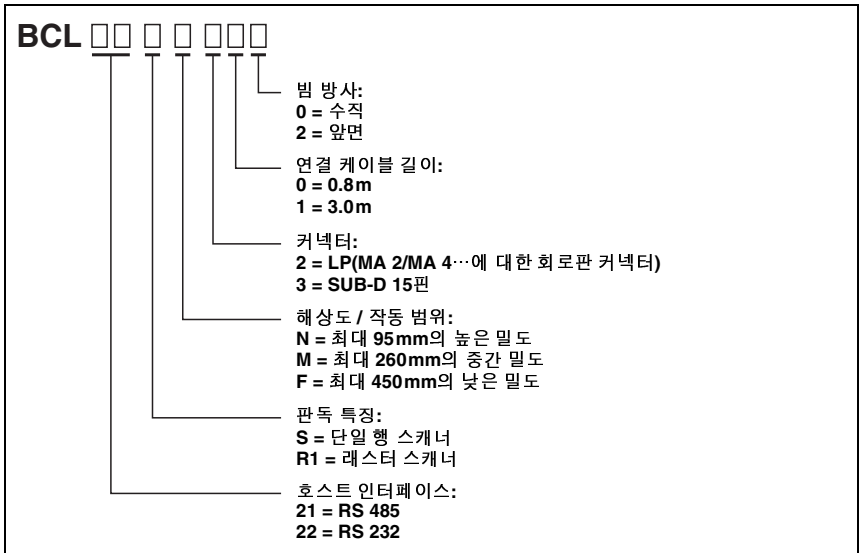 BCL □□ □ □ □□□
빔 방사:
0 = 수직
2 = 앞면
연결 케이블 길이:
0 = 0.8m
1 = 3.0m
커넥터:
2 = LP(MA 2/MA 4…에 대한 회로판 커넥터)
3 = SUB-D 15핀
해상도 / 작동 범위:
N = 최대 95mm의 높은 밀도
M = 최대 260mm의 중간 밀도
F = 최대 450mm의 낮은 밀도
판독 특징:
S = 단일 행 스캐너
R1 = 래스터 스캐너
호스트 인터페이스:
21 = RS 485
22 = RS 232